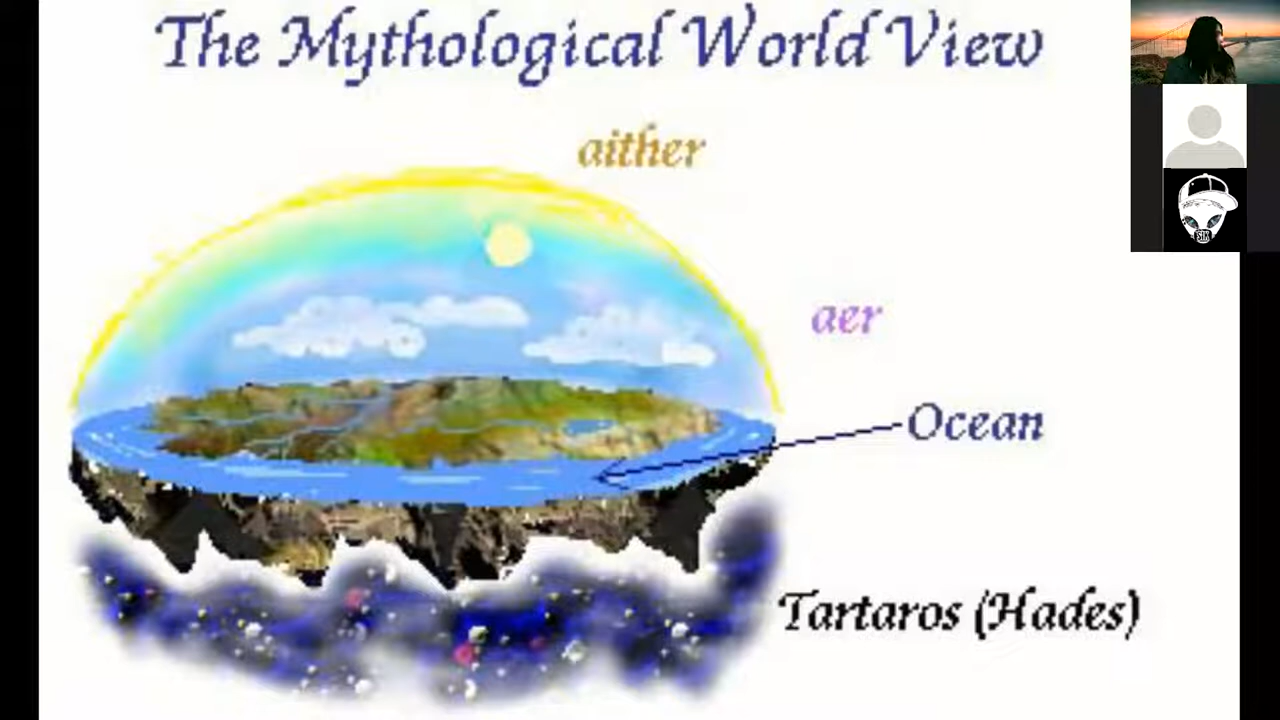 The Mythological World View
aither
aer
Ocean
Tartaros (Hades)